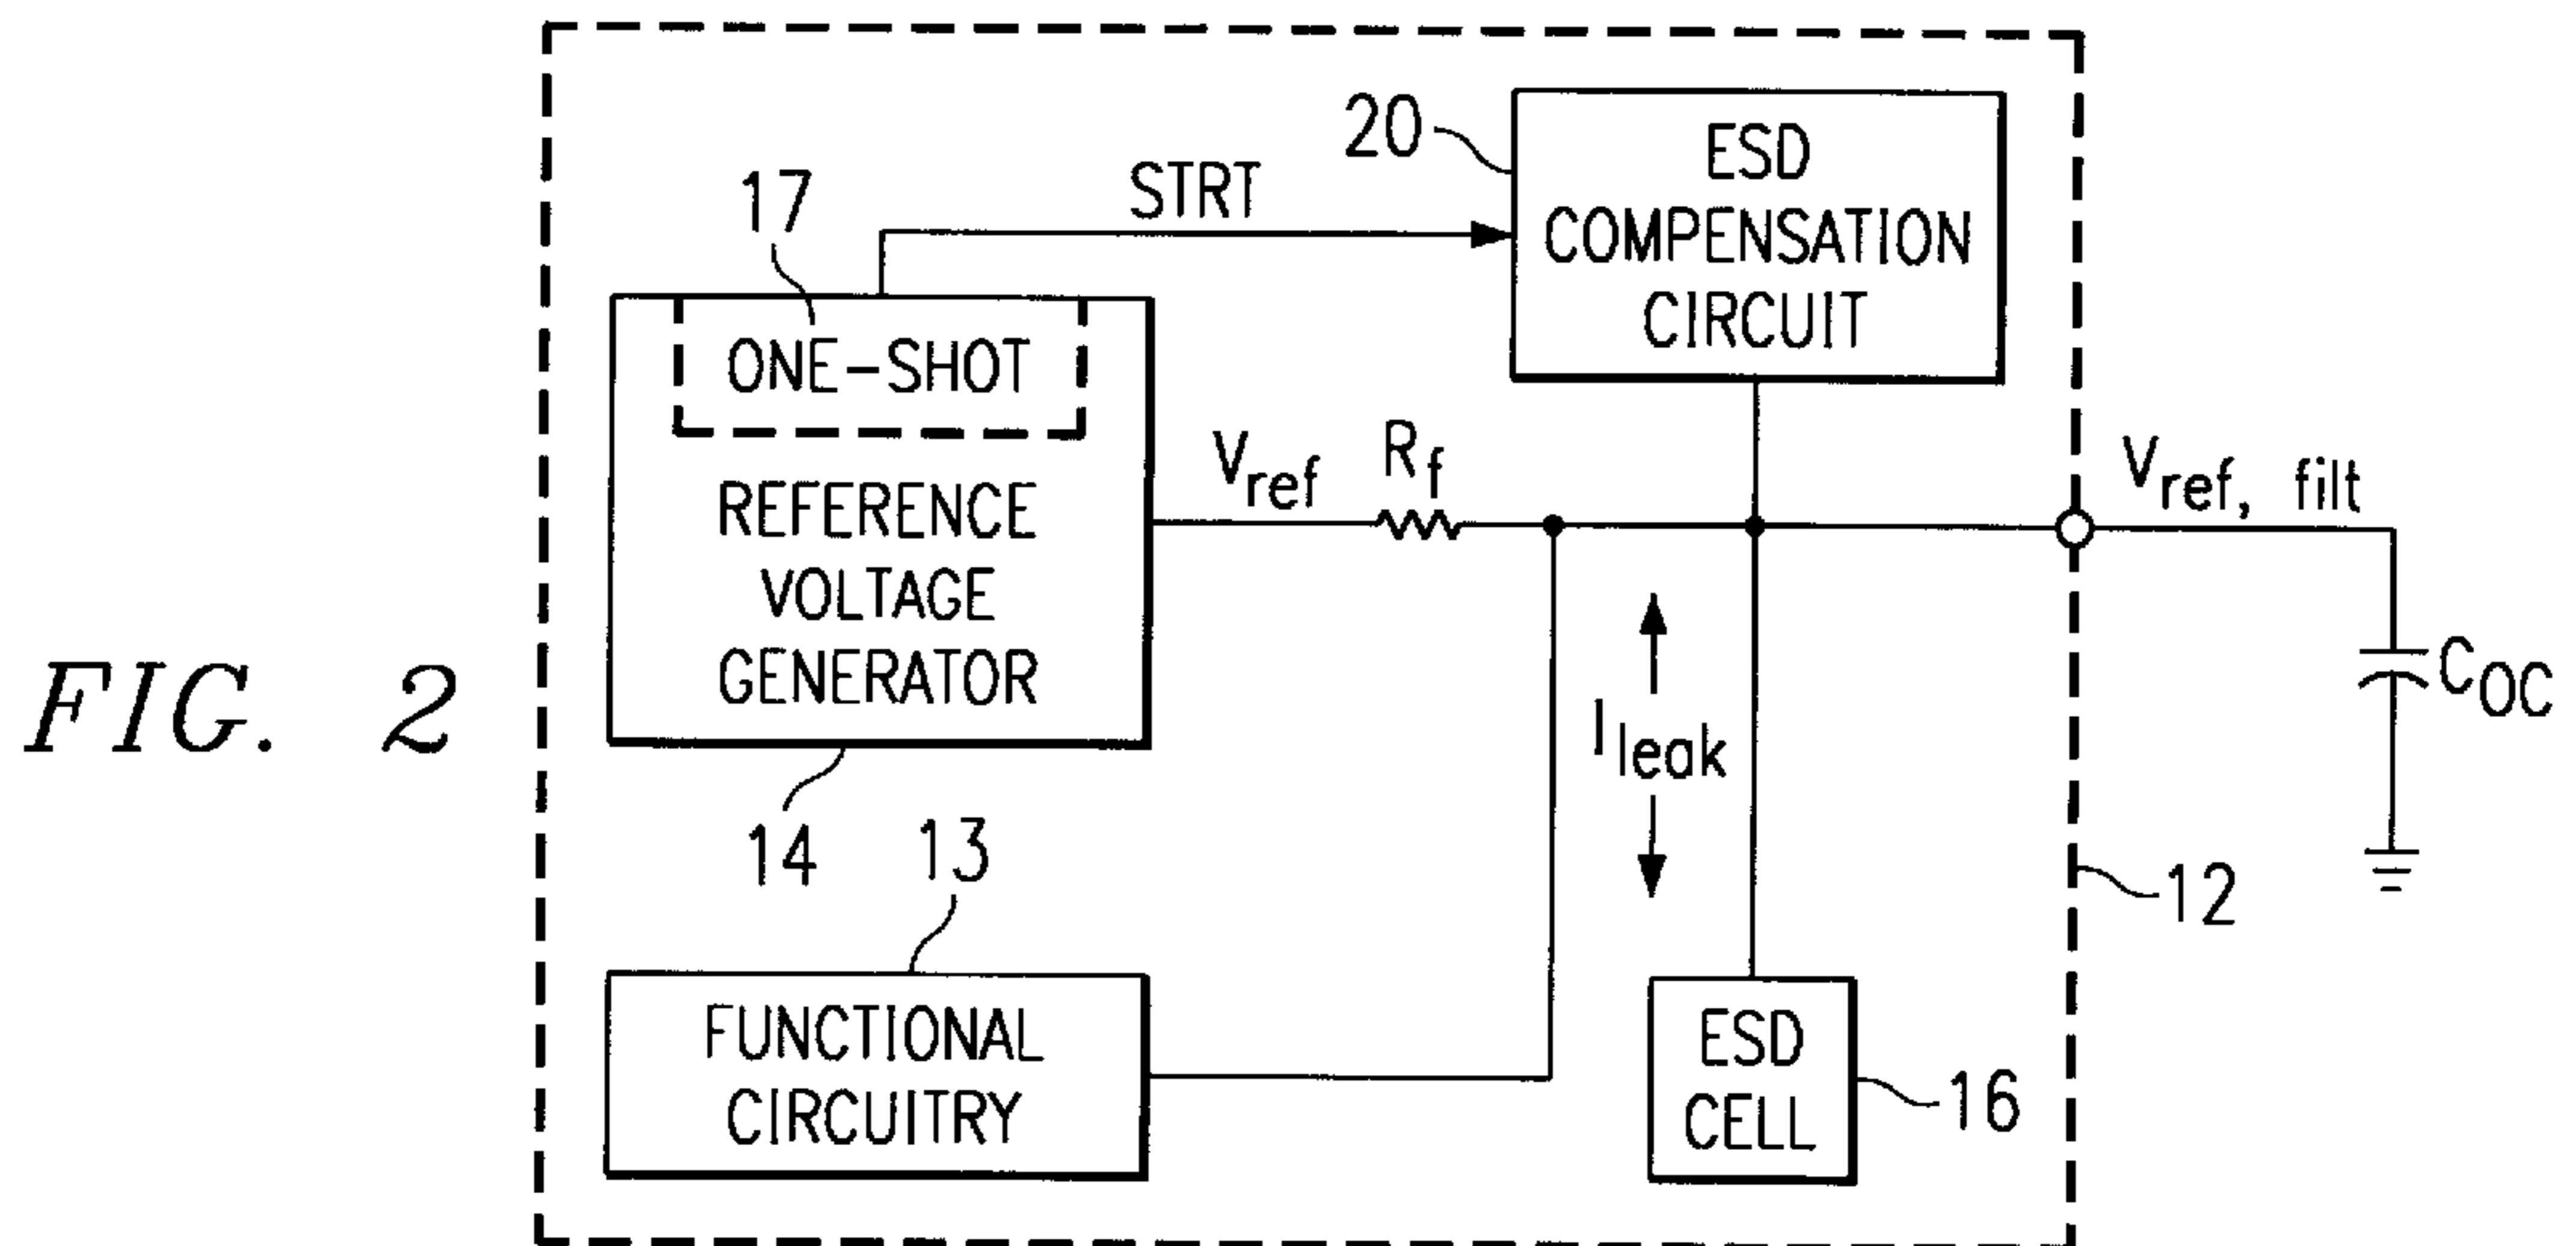 20
ESD
COMPENSATION
CIRCUIT
STRT
17
ONE-SHOT
REFERENCE
VOLTAGE
GENERATOR
Vref
Rf
Vref, filt
COC
Ileak
FIG. 2
14
13
12
FUNCTIONAL
CIRCUITRY
ESD
CELL
16